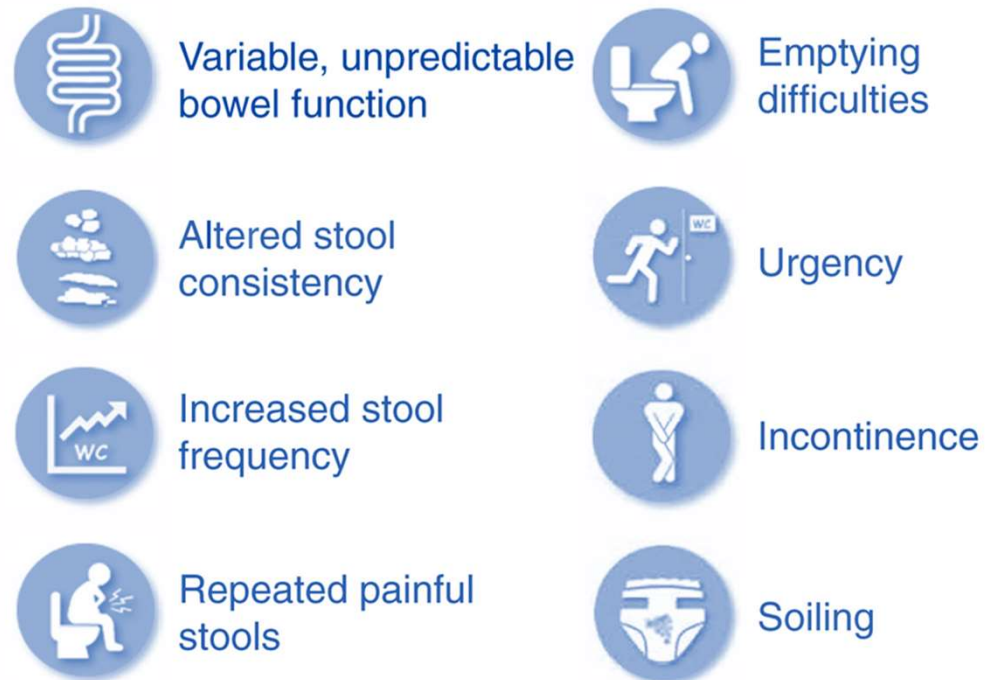 Variable, unpredictable
bowel function
Altered stool
consistency
WC
Increased stool
frequency
Repeated painful
stools
Emptying
difficulties
WC
Urgency
Incontinence
Soiling